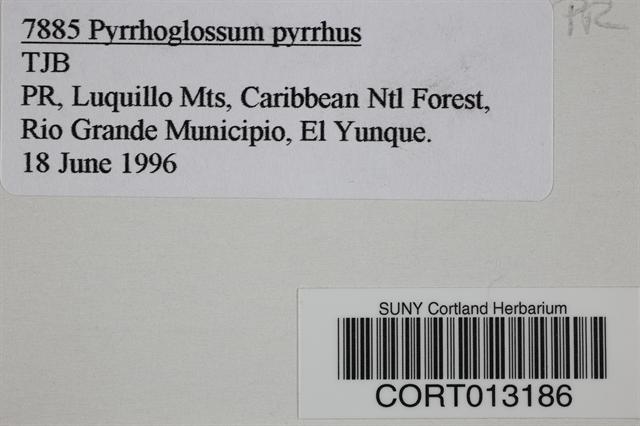 7885 Pyrrhoglossum pyrrhus
PR
TJB
PR, Luquillo Mts, Caribbean Ntl Forest,
Rio Grande Municipio, El Yunque.
18 June 1996
SUNY Cortland Herbarium
CORT013186